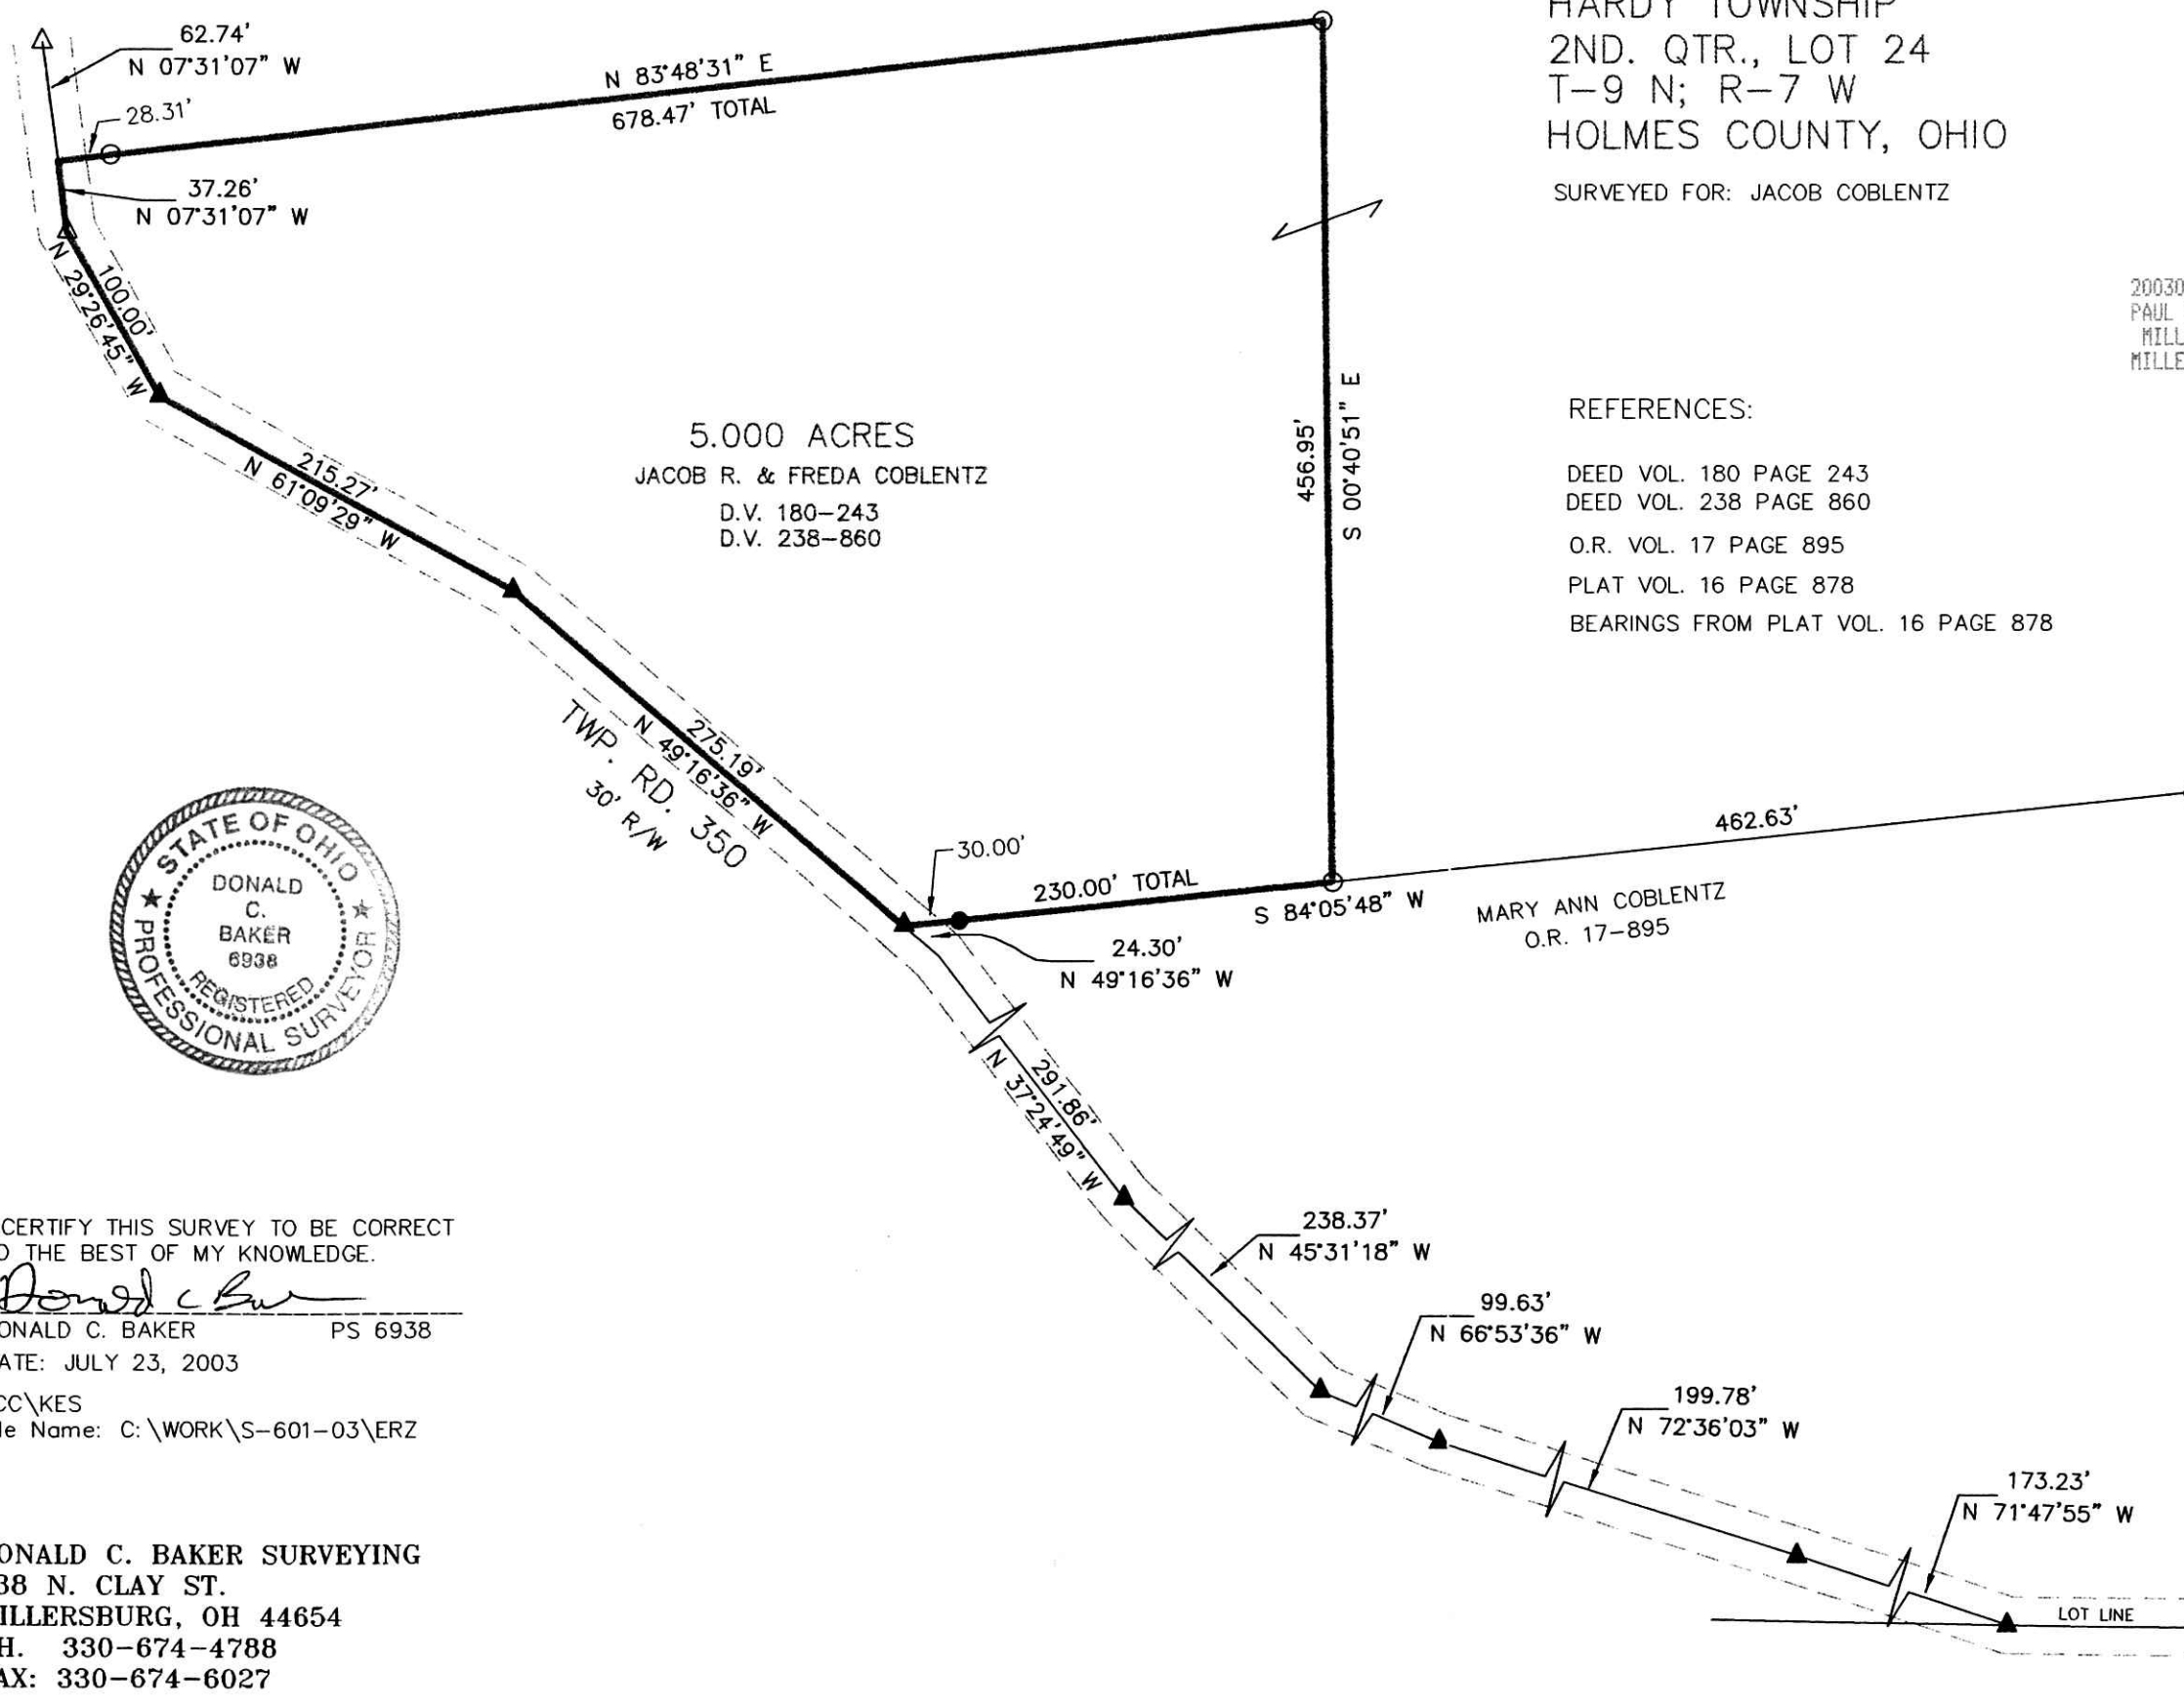 62.74'
N 07°31'07" W
28.31'
N 83°48'31" E
678.47' TOTAL
37.26'
N 07°31'07" W
100.00'
N 29°26'45" W
215.27'
N 61°09'29" W
5.000 ACRES
JACOB R. & FREDA COBLENTZ
D.V. 180-243
D.V. 238-860
456.95'
S 00°40'51" E
HARDY TOWNSHIP
2ND. QTR., LOT 24
T-9 N; R-7 W
HOLMES COUNTY, OHIO
SURVEYED FOR: JACOB COBLENTZ
20030
PAUL
MILL
MILLE
REFERENCES:
DEED VOL. 180 PAGE 243
DEED VOL. 238 PAGE 860
O.R. VOL. 17 PAGE 895
PLAT VOL. 16 PAGE 878
BEARINGS FROM PLAT VOL. 16 PAGE 878
275.19'
N 49°16'36" W
TWP. RD. 350
30' R/W
30.00'
230.00' TOTAL
S 84°05'48" W
462.63'
MARY ANN COBLENTZ
O.R. 17-895
24.30'
N 49°16'36" W
291.86'
N 37°24'49" W
238.37'
N 45°31'18" W
99.63'
N 66°53'36" W
199.78'
N 72°36'03" W
173.23'
N 71°47'55" W
LOT LINE
STATE OF OHIO
DONALD
C.
BAKER
6938
REGISTERED
PROFESSIONAL SURVEYOR
CERTIFY THIS SURVEY TO BE CORRECT
O THE BEST OF MY KNOWLEDGE.
Donald C Baker
ONALD C. BAKER PS 6938
ATE: JULY 23, 2003
CC\KES
le Name: C:\WORK\S-601-03\ERZ
ONALD C. BAKER SURVEYING
38 N. CLAY ST.
ILLERSBURG, OH 44654
H. 330-674-4788
AX: 330-674-6027